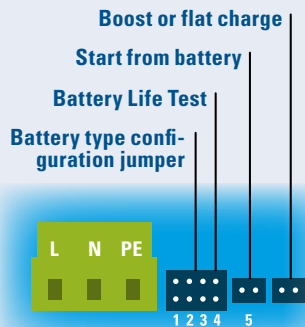 Boost or flat charge
Start from battery
Battery Life Test
Battery type confi-
guration jumper
L N PE
1 2 3 4 5